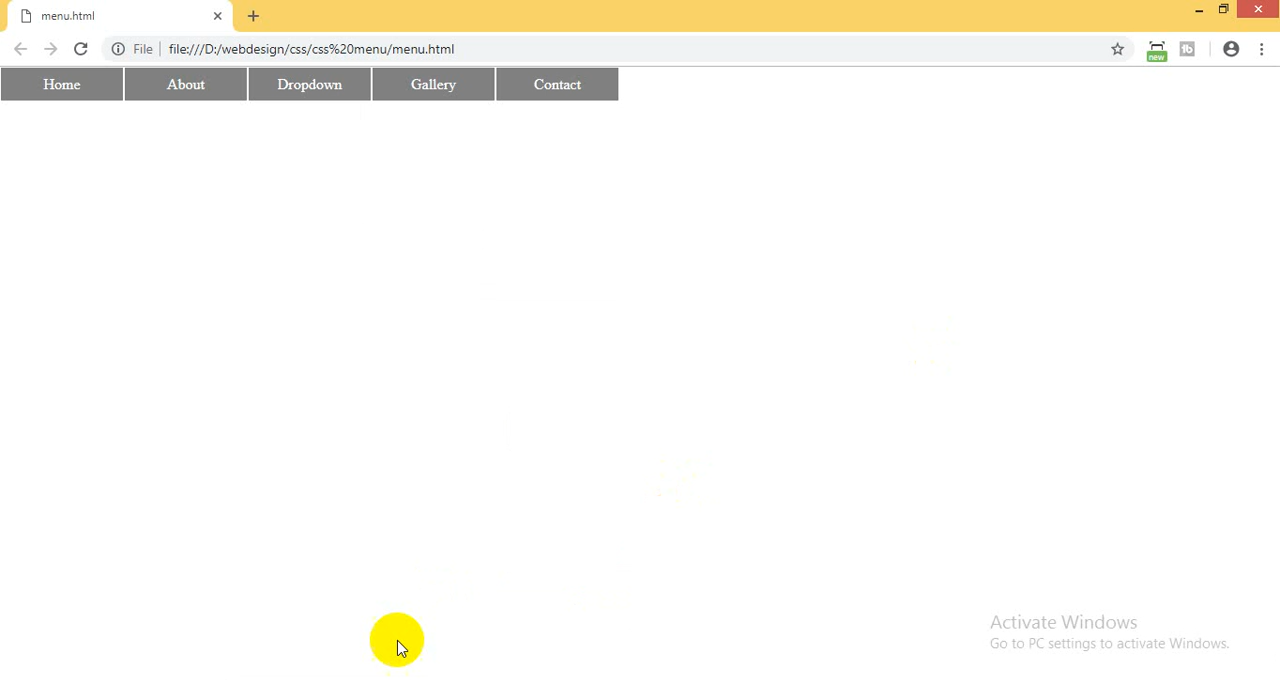 menu.html
File file:///D:/webdesign/css/css%20menu/menu.html
new
Home About Dropdown Gallery Contact
Activate Windows
Go to PC settings to activate Windows.